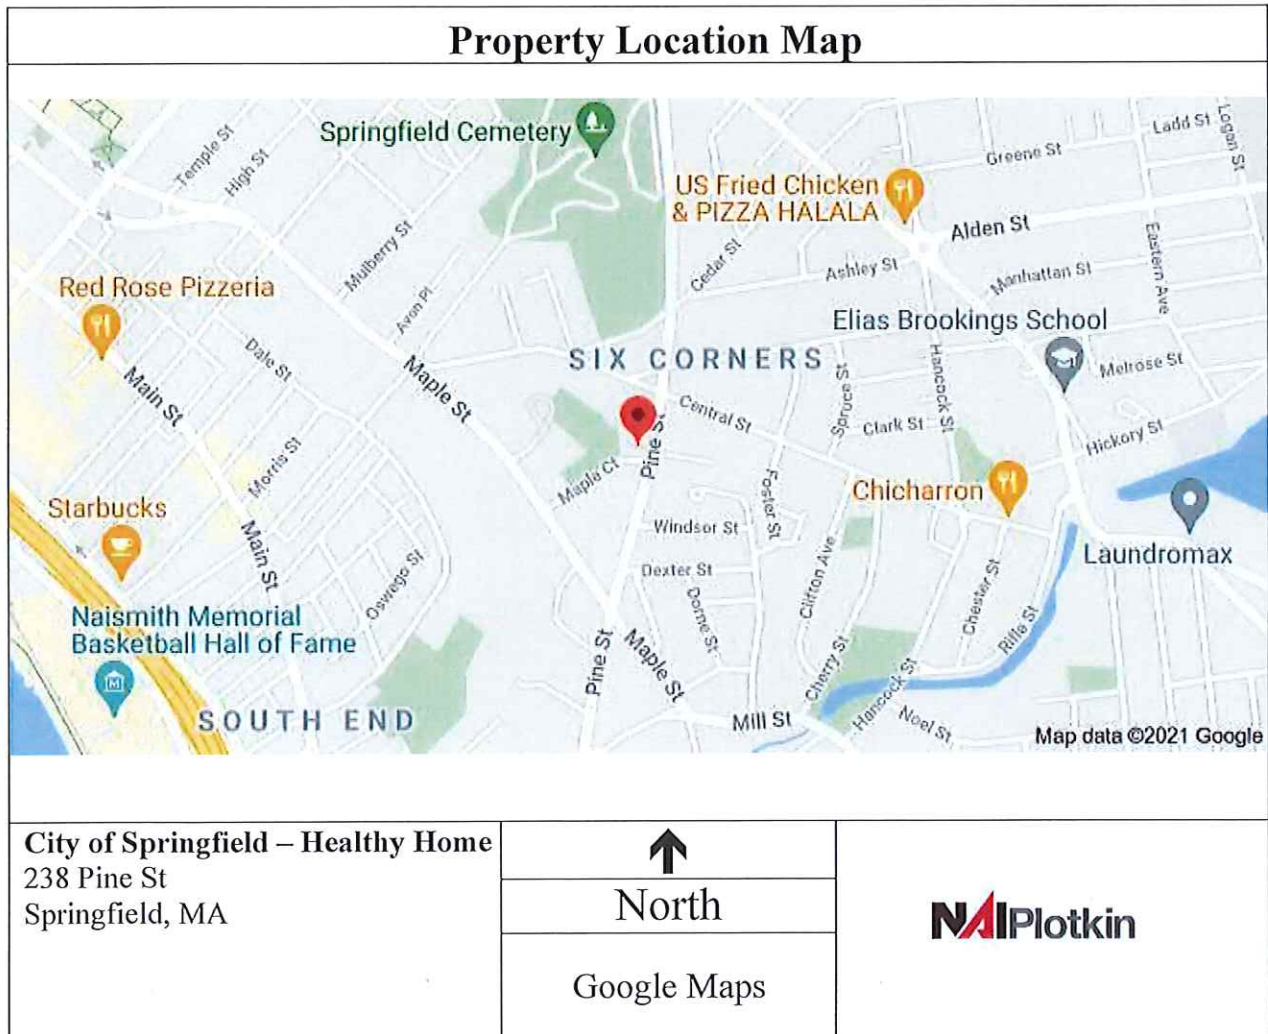 Property Location Map
Springfield Cemetery
Temple St
High St
Ladd St
Logan St
Greene St
US Fried Chicken
& PIZZA HALALA
Alden St
Mulberry St
Cedar St
Ashley St
Manhattan St
Eastern Ave
Red Rose Pizzeria
Avon Pl
Elias Brookings School
Dale St
SIX CORNERS
Hancock St
Melrose St
Main St
Maple St
Spruce St
Central St
Clark St
Hickory St
Pine St
Morris St
Maple Ct
Foster St
Chicharron
Starbucks
Windsor St
Main St
Laundromax
Oswego St
Dexter St
Clifton Ave
Chester St
Rifle St
Dorne St
Naismith Memorial
Basketball Hall of Fame
Pine St
Maple St
Cherry St
Hancock St
SOUTH END
Mill St
Noel St
Map data ©2021 Google
City of Springfield – Healthy Home
238 Pine St
Springfield, MA
North
Google Maps
NAIPlotkin